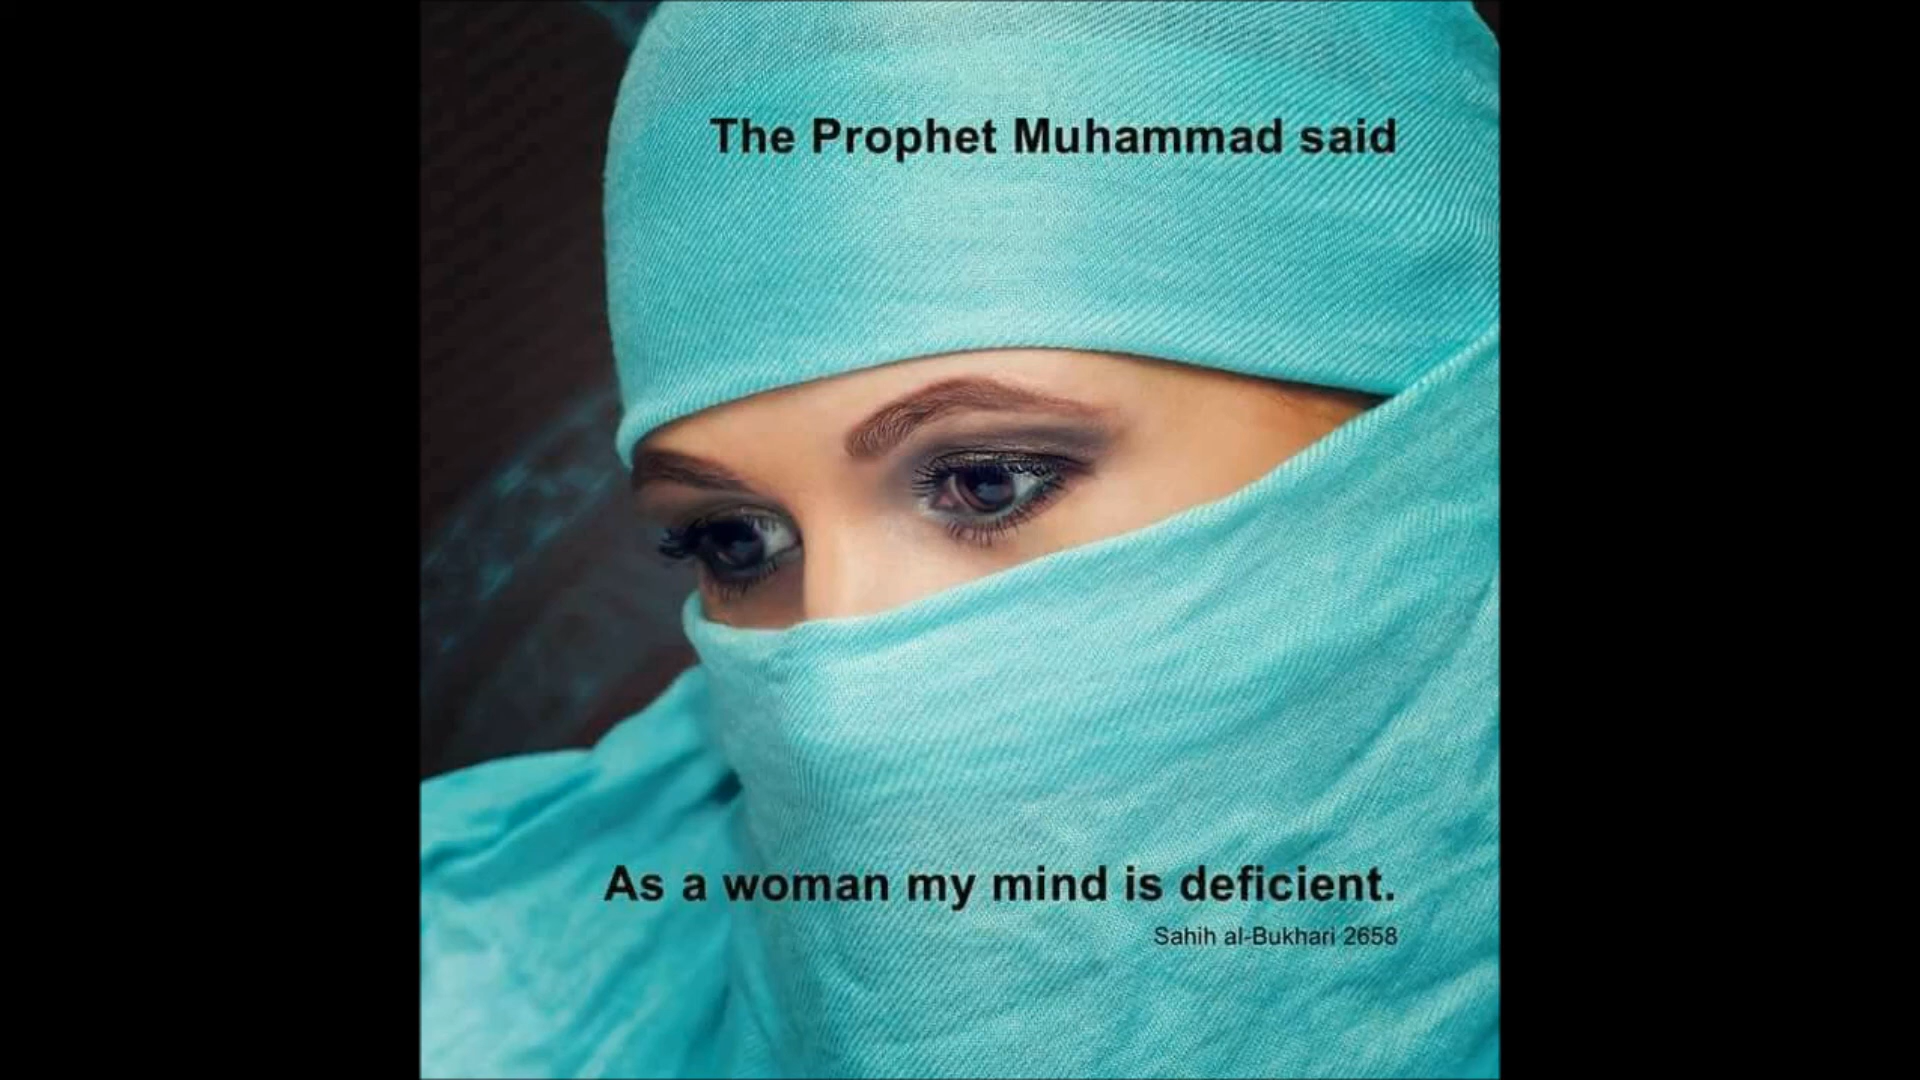 The Prophet Muhammad said
As a woman my mind is deficient.
Sahih al-Bukhari 2658